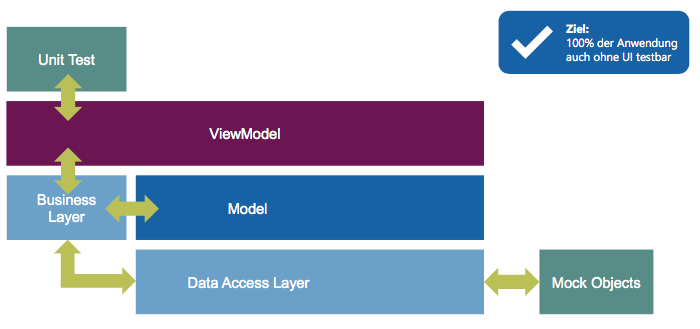 Ziel:
100% der Anwendung
auch ohne UI testbar
Unit Test
ViewModel
Business
Layer
Model
Data Access Layer
Mock Objects